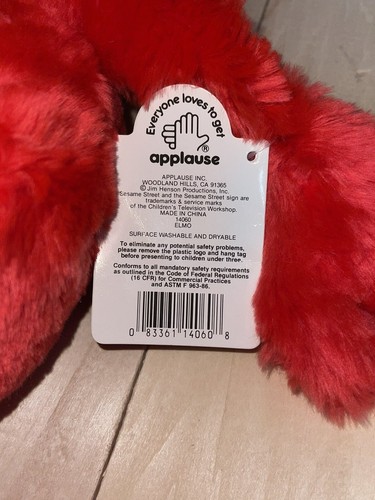 Everyone loves to get
®
applause
APPLAUSE INC.
WOODLAND HILLS, CA 91365
© Jim Henson Productions, Inc.
Sesame Street and the Sesame Street sign are
trademarks & service marks
of the Children's Television Workshop.
MADE IN CHINA
14060
ELMO
SURFACE WASHABLE AND DRYABLE
To eliminate any potential safety problems,
please remove the plastic logo and hang tag
before presenting to children under three.
Conforms to all mandatory safety requirements
as outlined in the Code of Federal Regulations
(16 CFR) for Commercial Practices
and ASTM F 963-86.
0 83361 14060 8